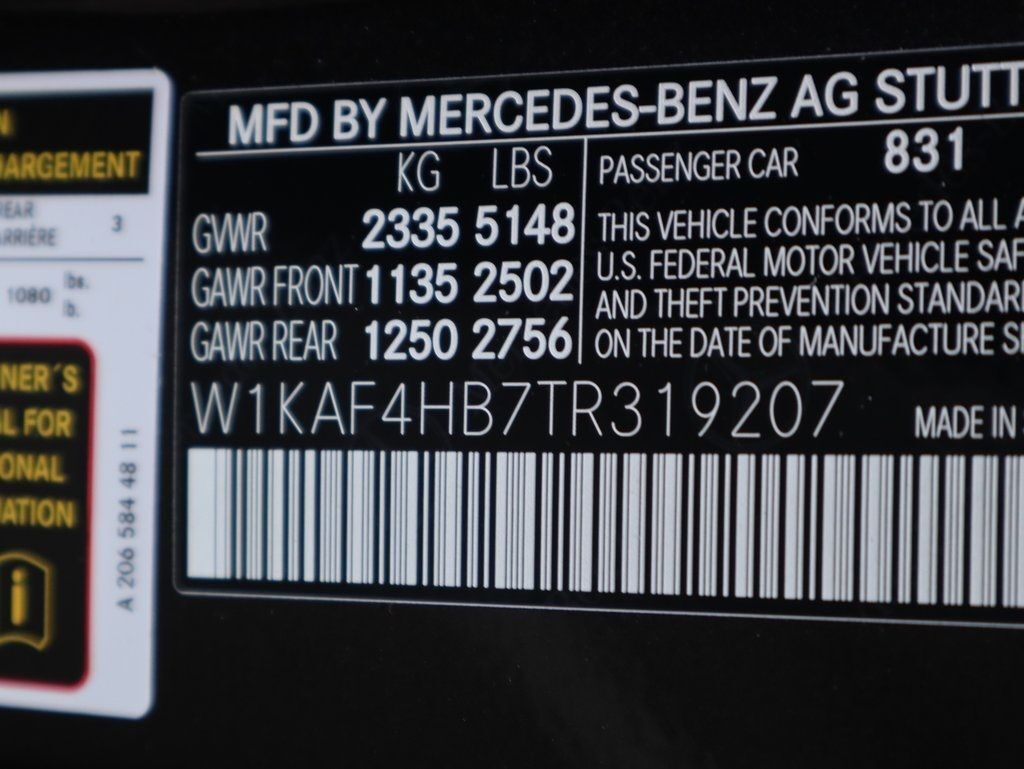 N
ARGEMENT
REAR
ARRIÈRE
3
1080
bs.
b.
NER´S
L FOR
ONAL
ATION
i
A 206 584 48 11
MFD BY MERCEDES-BENZ AG STUTT
KG LBS
GVWR 2335 5148
GAWR FRONT 1135 2502
GAWR REAR 1250 2756
PASSENGER CAR 831
THIS VEHICLE CONFORMS TO ALL A
U.S. FEDERAL MOTOR VEHICLE SAF
AND THEFT PREVENTION STANDAR
ON THE DATE OF MANUFACTURE S
W1KAF4HB7TR319207
MADE IN